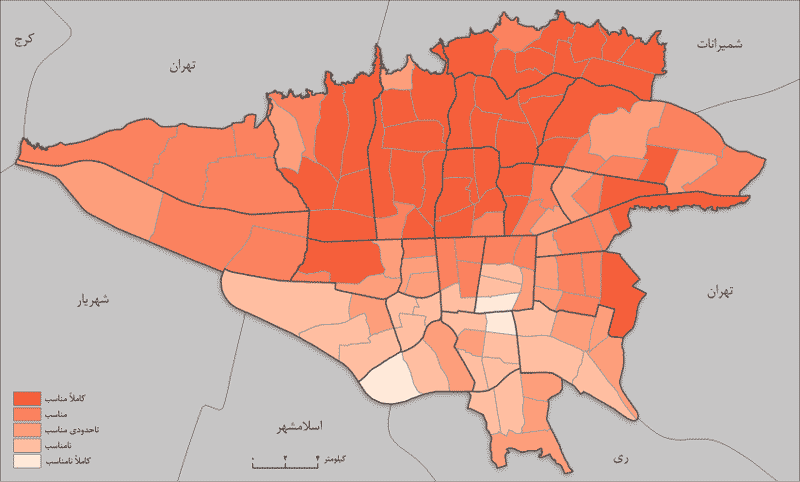 شمیرانات
کرج
تهران
تهران
شهریار
اسلامشهر
ری
کاملاً مناسب
مناسب
تاحدودی مناسب
نامناسب
کاملاً نامناسب
۰ ۲ ۴ کیلومتر